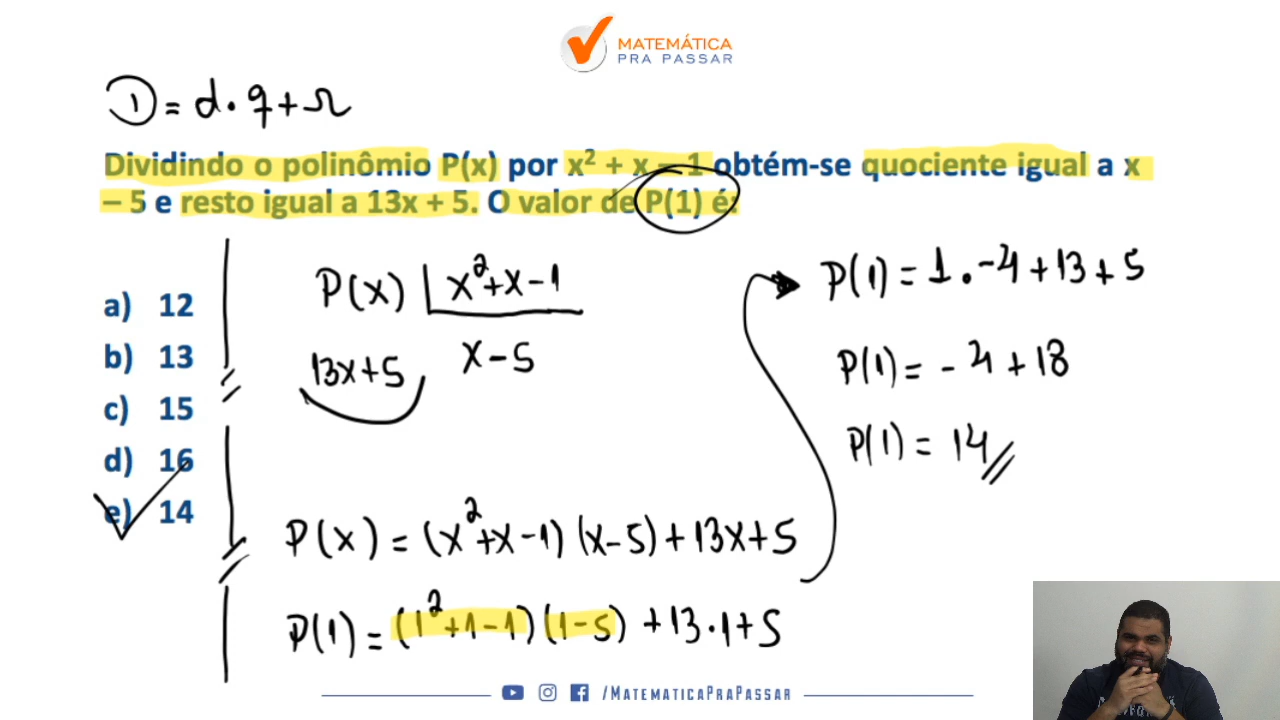 MATEMÁTICA
PRA PASSAR
D = d . q + r
Dividindo o polinômio P(x) por x² + x – 1 obtém-se quociente igual a x
– 5 e resto igual a 13x + 5. O valor de P(1) é:
a) 12
b) 13
c) 15
d) 16
e) 14
P(x) | x²+x-1
13x+5 x-5
P(x) = (x²+x-1) (x-5) + 13x+5
P(1) = (1²+1-1) (1-5) + 13.1+5
P(1) = 1.-4+13+5
P(1) = -4+18
P(1) = 14
/MATEMATICAPRAPASSAR